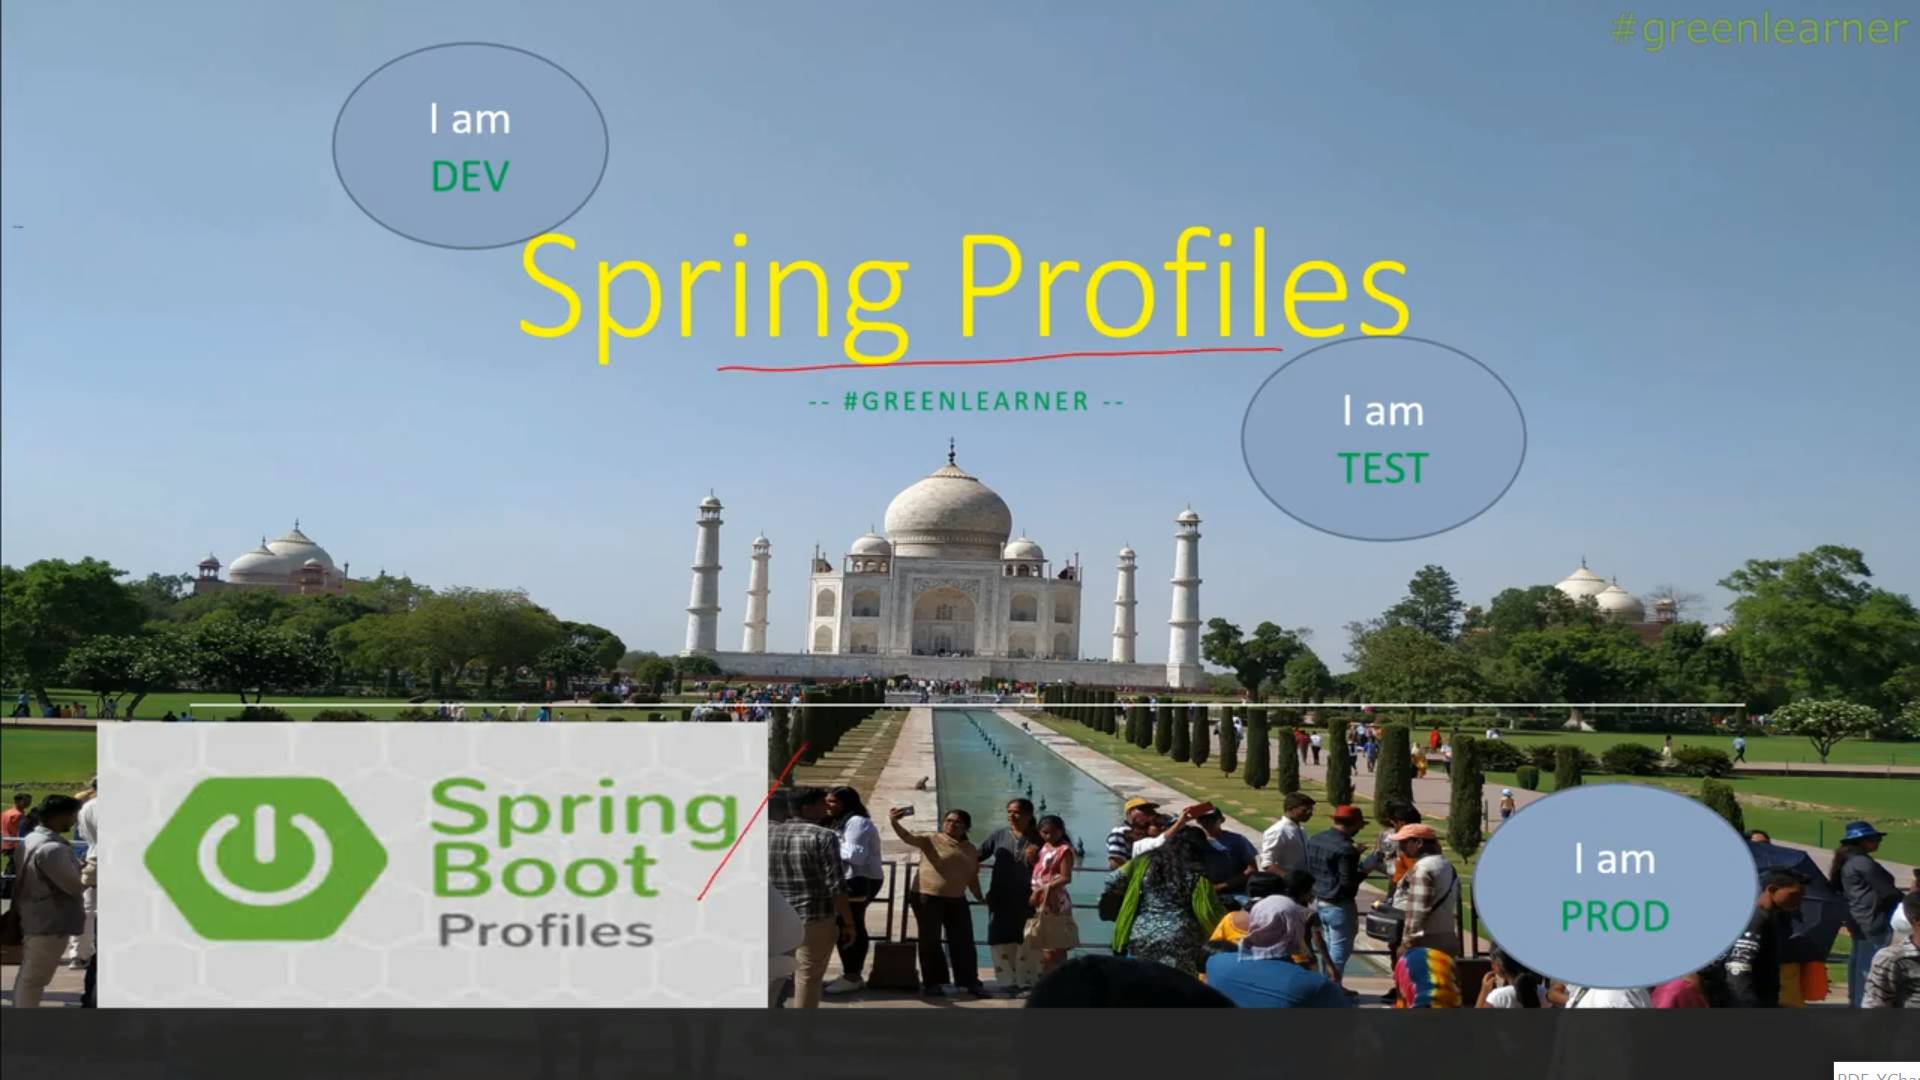 #greenlearner
I am
DEV
Spring Profiles
-- #GREENLEARNER --
I am
TEST
Spring
Boot
Profiles
I am
PROD